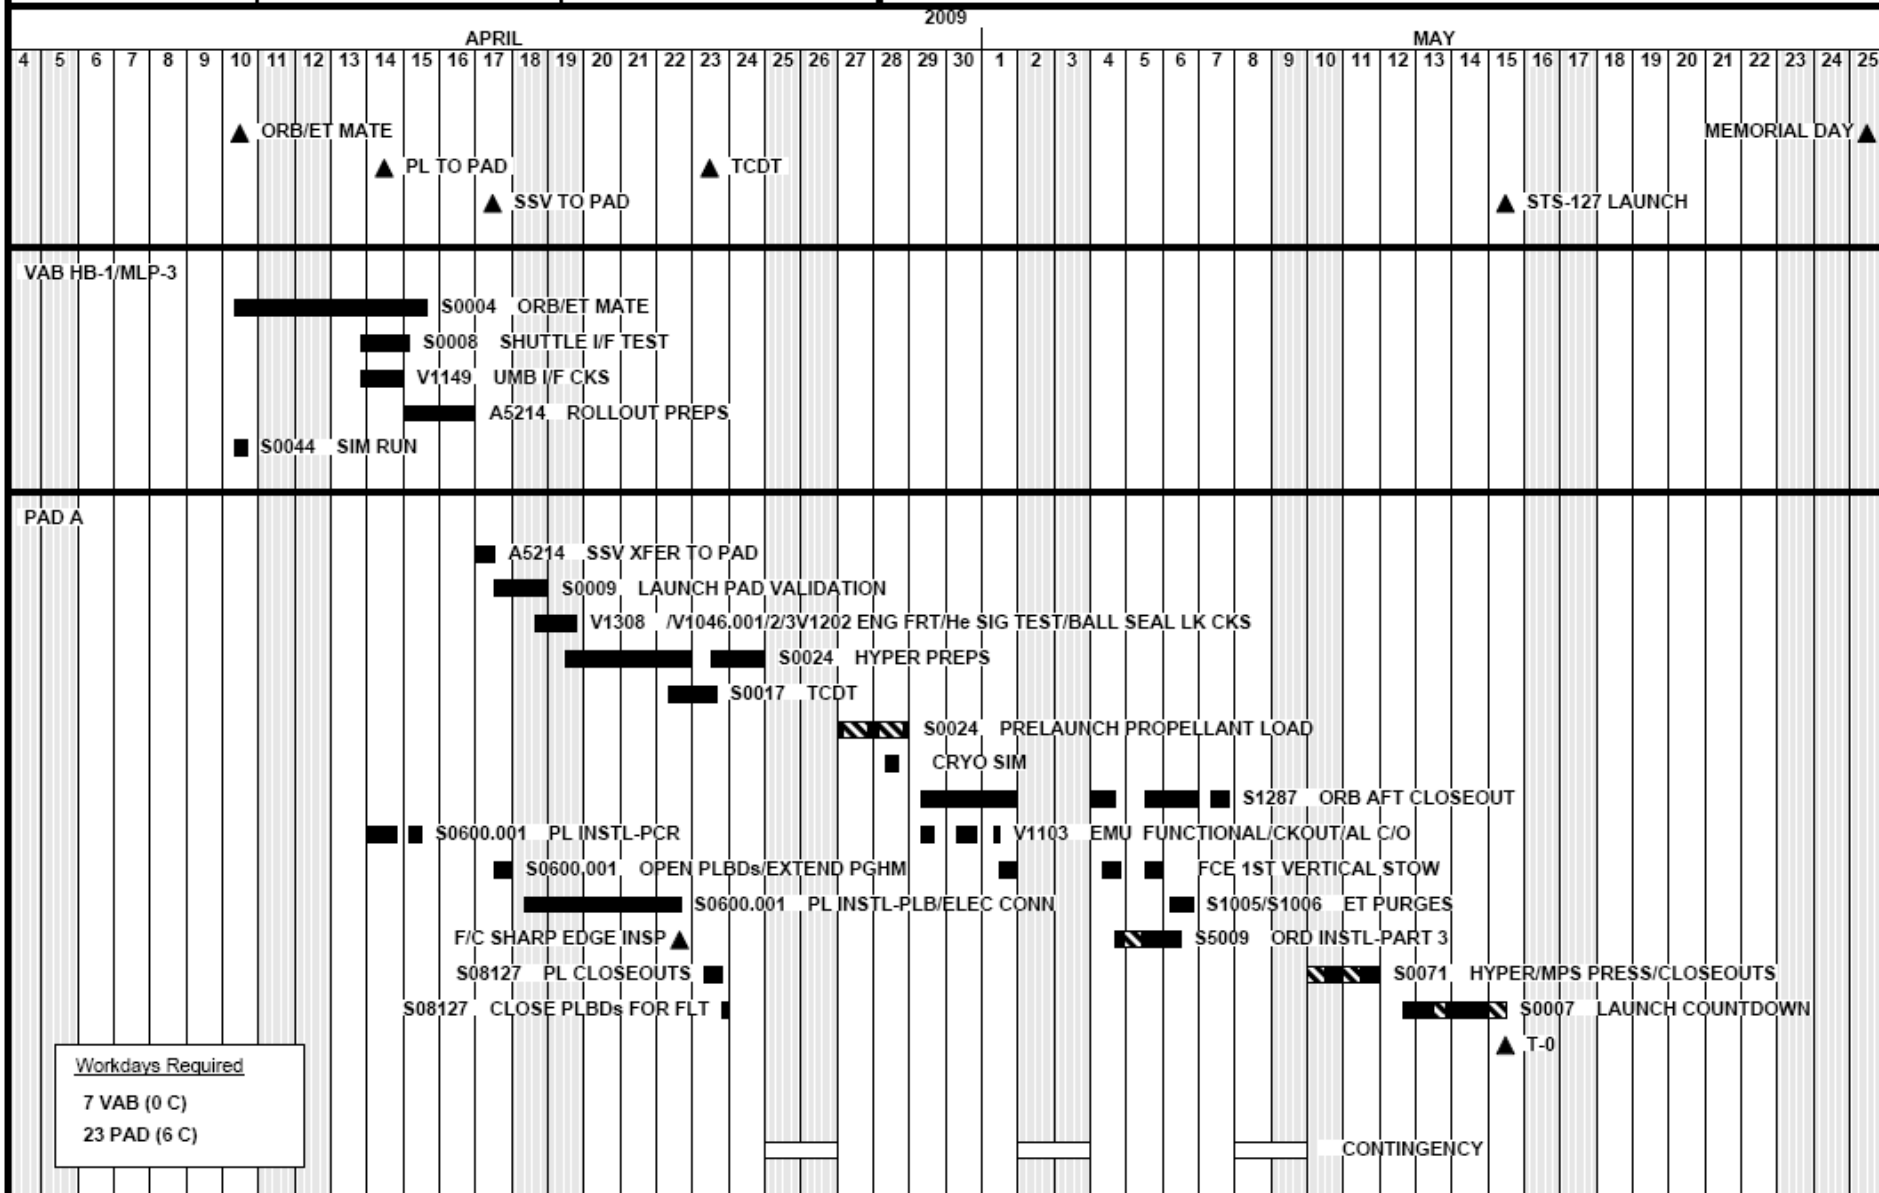 2009
APRIL MAY
4 5 6 7 8 9 10 11 12 13 14 15 16 17 18 19 20 21 22 23 24 25 26 27 28 29 30 1 2 3 4 5 6 7 8 9 10 11 12 13 14 15 16 17 18 19 20 21 22 23 24 25
ORB/ET MATE MEMORIAL DAY
PL TO PAD TCDT
SSV TO PAD STS-127 LAUNCH
VAB HB-1/MLP-3
S0004 ORB/ET MATE
S0008 SHUTTLE I/F TEST
V1149 UMB I/F CKS
A5214 ROLLOUT PREPS
S0044 SIM RUN
PAD A
A5214 SSV XFER TO PAD
S0009 LAUNCH PAD VALIDATION
V1308 /V1046.001/2/3V1202 ENG FRT/He SIG TEST/BALL SEAL LK CKS
S0024 HYPER PREPS
S0017 TCDT
S0024 PRELAUNCH PROPELLANT LOAD
CRYO SIM
S1287 ORB AFT CLOSEOUT
S0600.001 PL INSTL-PCR V1103 EMU FUNCTIONAL/CKOUT/AL C/O
S0600.001 OPEN PLBDs/EXTEND PGHM FCE 1ST VERTICAL STOW
S0600.001 PL INSTL-PLB/ELEC CONN S1005/S1006 ET PURGES
F/C SHARP EDGE INSP S5009 ORD INSTL-PART 3
S08127 PL CLOSEOUTS S0071 HYPER/MPS PRESS/CLOSEOUTS
S08127 CLOSE PLBDs FOR FLT S0007 LAUNCH COUNTDOWN
T-0
Workdays Required
7 VAB (0 C)
23 PAD (6 C)
CONTINGENCY